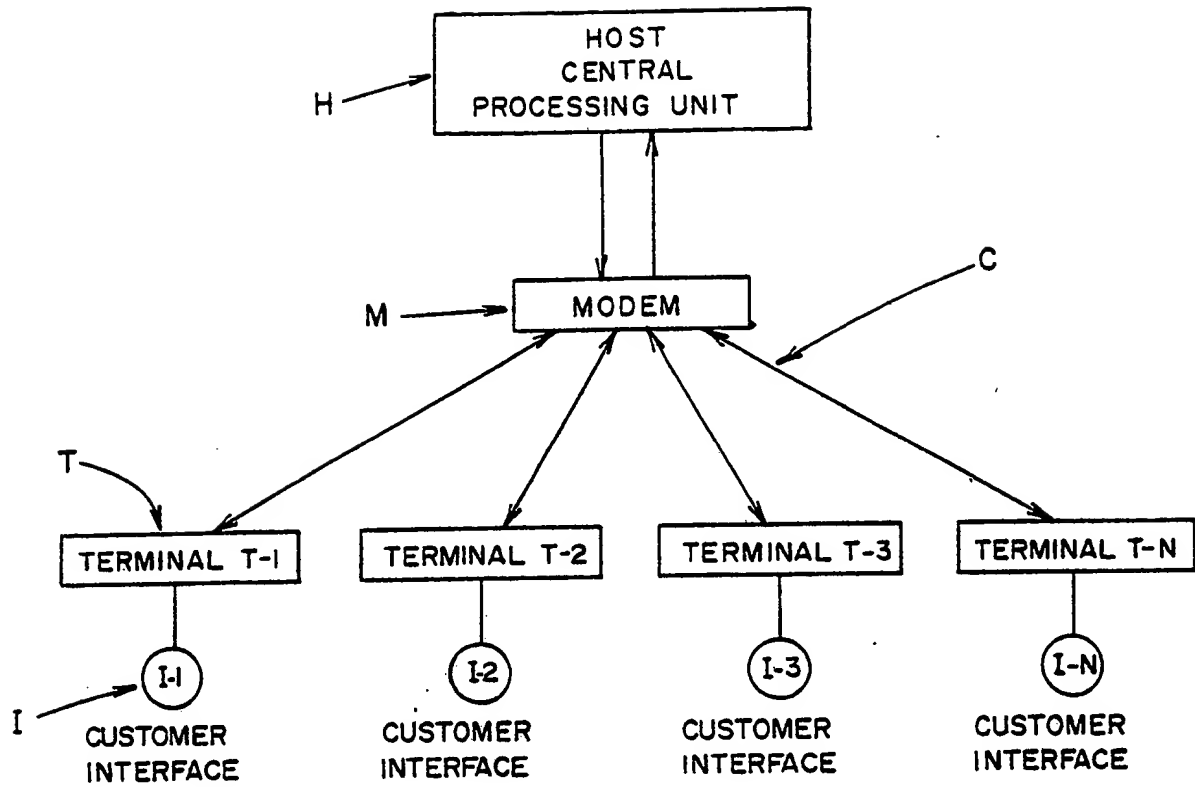 HOST
CENTRAL
PROCESSING UNIT
H
C
M
MODEM
T
TERMINAL T-1
TERMINAL T-2
TERMINAL T-3
TERMINAL T-N
I-1
I-2
I-3
I-N
I
CUSTOMER
INTERFACE
CUSTOMER
INTERFACE
CUSTOMER
INTERFACE
CUSTOMER
INTERFACE